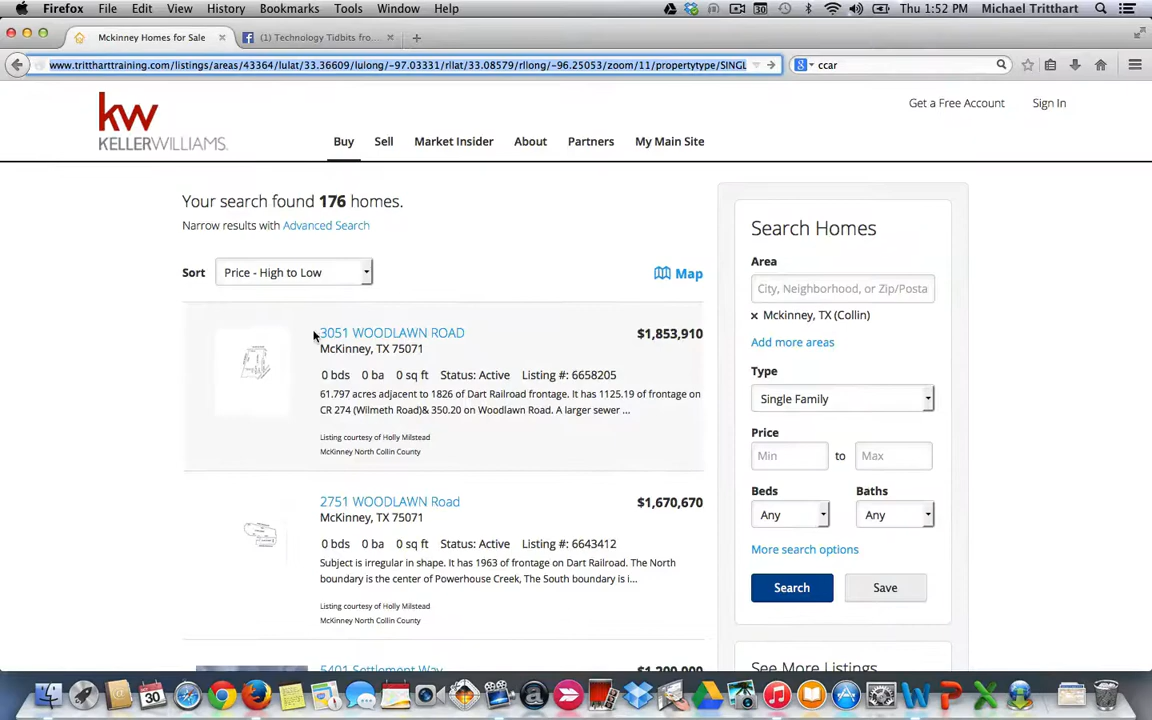 Firefox File Edit View History Bookmarks Tools Window Help 30 Thu 1:52 PM Michael Tritthart
Mckinney Homes for Sale (1) Technology Tidbits fro...
www.tritthartraining.com/listings/areas/43364/lulat/33.36609/lulong/-97.03331/rllat/33.08579/rllong/-96.25053/zoom/11/propertytype/SINGL ccar
kw
KELLERWILLIAMS.
Get a Free Account Sign In
Buy Sell Market Insider About Partners My Main Site
Your search found 176 homes.
Narrow results with Advanced Search
Sort Price - High to Low Map
3051 WOODLAWN ROAD $1,853,910
McKinney, TX 75071
0 bds 0 ba 0 sq ft Status: Active Listing #: 6658205
61.797 acres adjacent to 1826 of Dart Railroad frontage. It has 1125.19 of frontage on
CR 274 (Wilmeth Road)& 350.20 on Woodlawn Road. A larger sewer ...
Listing courtesy of Holly Milstead
McKinney North Collin County
2751 WOODLAWN Road $1,670,670
McKinney, TX 75071
0 bds 0 ba 0 sq ft Status: Active Listing #: 6643412
Subject is irregular in shape. It has 1963 of frontage on Dart Railroad. The North
boundary is the center of Powerhouse Creek, The South boundary is i...
Listing courtesy of Holly Milstead
McKinney North Collin County
5401 Settlement Way $1,200,000
Search Homes
Area
City, Neighborhood, or Zip/Posta
x Mckinney, TX (Collin)
Add more areas
Type
Single Family
Price
Min to Max
Beds Baths
Any Any
More search options
Search Save
See More Listings
30